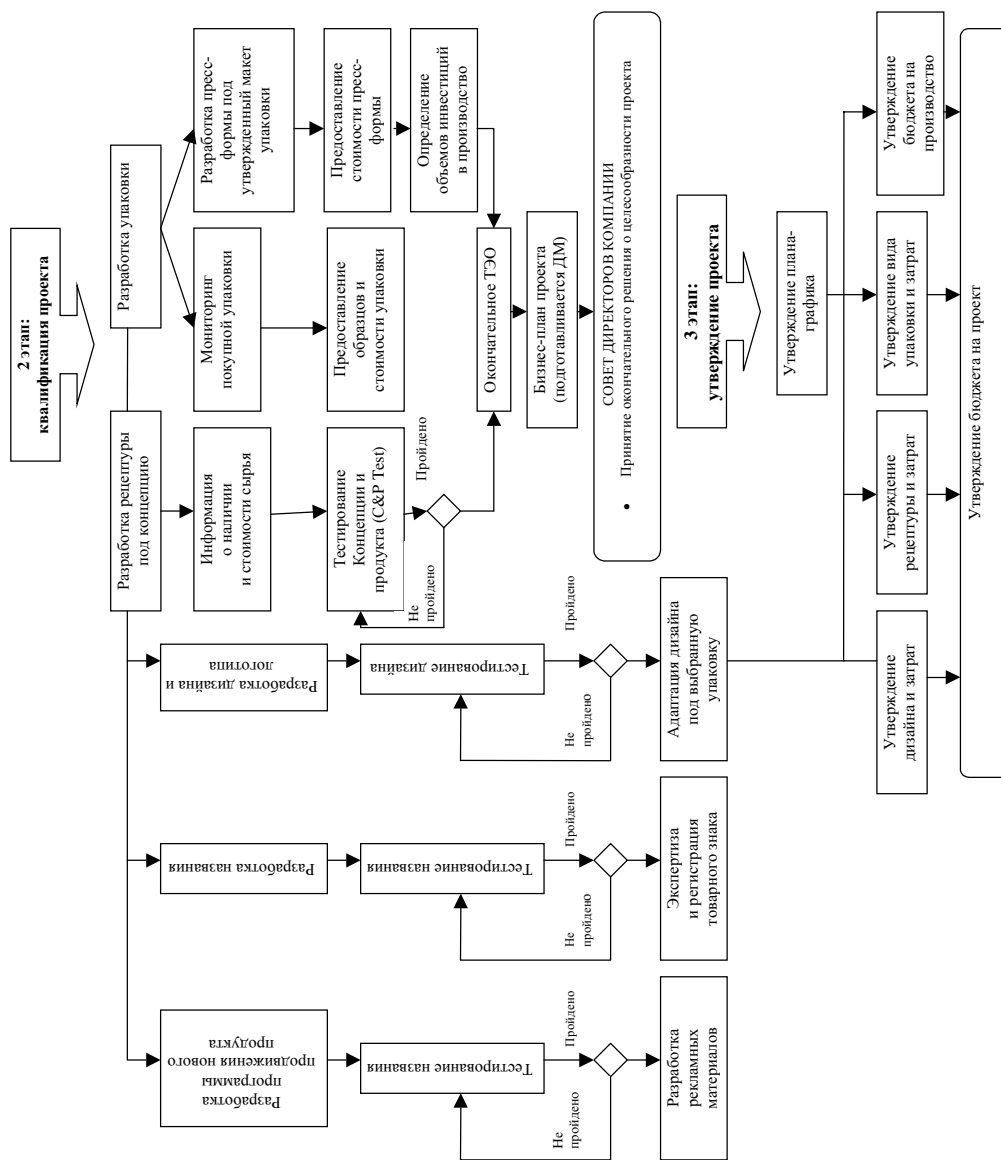 2 этап:
квалификация проекта
Разработка рецептуры
под концепцию
Разработка упаковки
Разработка
программы
продвижения нового
продукта
Разработка названия
Разработка дизайна и
логотипа
Информация
о наличии
и стоимости сырья
Мониторинг
покупной упаковки
Разработка пресс-
формы под
утвержденный макет
упаковки
Тестирование названия
Тестирование названия
Тестирование дизайна
Тестирование
Концепции и
продукта (C&P Test)
Предоставление
образцов и
стоимости упаковки
Предоставление
стоимости пресс-
формы
Определение
объемов инвестиций
в производство
Не
пройдено
Пройдено
Не
пройдено
Пройдено
Не
пройдено
Пройдено
Не
пройдено
Пройдено
Окончательное ТЭО
Бизнес-план проекта
(подготавливается ДМ)
Разработка
рекламных
материалов
Экспертиза
и регистрация
товарного знака
Адаптация дизайна
под выбранную
упаковку
СОВЕТ ДИРЕКТОРОВ КОМПАНИИ
• Принятие окончательного решения о целесообразности проекта
3 этап:
утверждение проекта
Утверждение плана-
графика
Утверждение
дизайна и затрат
Утверждение
рецептуры и затрат
Утверждение вида
упаковки и затрат
Утверждение
бюджета на
производство
Утверждение бюджета на проект